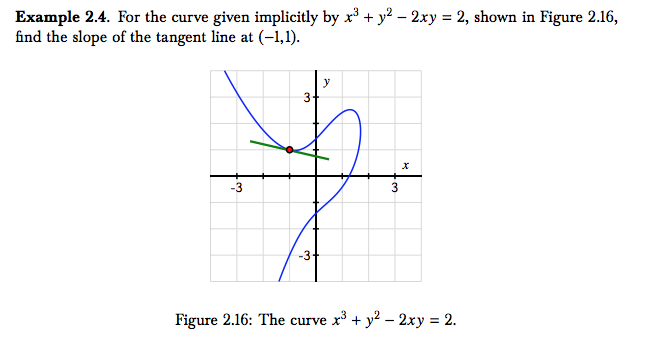 Example 2.4. For the curve given implicitly by x³ + y² − 2xy = 2, shown in Figure 2.16,
find the slope of the tangent line at (−1,1).
y
3
x
-3 3
-3
Figure 2.16: The curve x³ + y² − 2xy = 2.